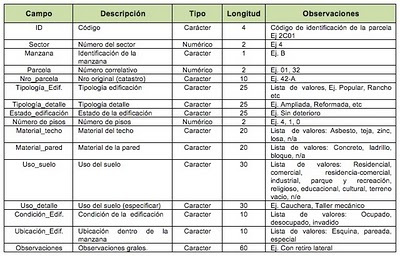 Campo Descripción Tipo Longitud Observaciones
ID Código Carácter 4 Código de identificación de la parcela
Ej 2C01
Sector Número del sector Numérico 2 Ej 4
Manzana Identificación de la Caracter 1 Ej. B
manzana
Parcela Número correlativo Numérico 2 Ej. 01, 32
Nro_parcela Nro original (catastro) Caracter 10 Ej. 42-A
Tipología_Edif. Tipología edificación Caracter 25 Lista de valores, Ej. Popular, Rancho
etc
Tipología_detalle Tipología detalle Caracter 25 Ej. Ampliada, Reformada, etc
Estado_edificación Estado de la edificación Caracter 25 Ej. Sin deterioro
Número de pisos Número de pisos Numérico 2 Ej. 4, 1, 0
Material_techo Material del techo Caracter 20 Lista de valores: Asbesto, teja, zinc,
losa, n/a
Material_pared Material de la pared Caracter 20 Lista de valores: Concreto, ladrillo,
bloque, n/a
Uso_suelo Uso del suelo Caracter 30 Lista de valores: Residencial,
comercial, residencia-comercial,
industrial, parque y recreación,
religioso, educacional, cultural, terreno
vacio, n/a
Uso_detalle Uso del suelo (especificar) Caracter 30 Ej. Cauchera, Taller mecánico
Condición_Edif. Condición de la edificación Caracter 10 Lista de valores: Ocupado,
desocupado, invadido
Ubicación_Edif. Ubicación dentro de la Caracter 10 Lista de valores: Esquina, pareada,
manzana especial
Observaciones Observaciones grales. Caracter 60 Ej. Con retiro lateral